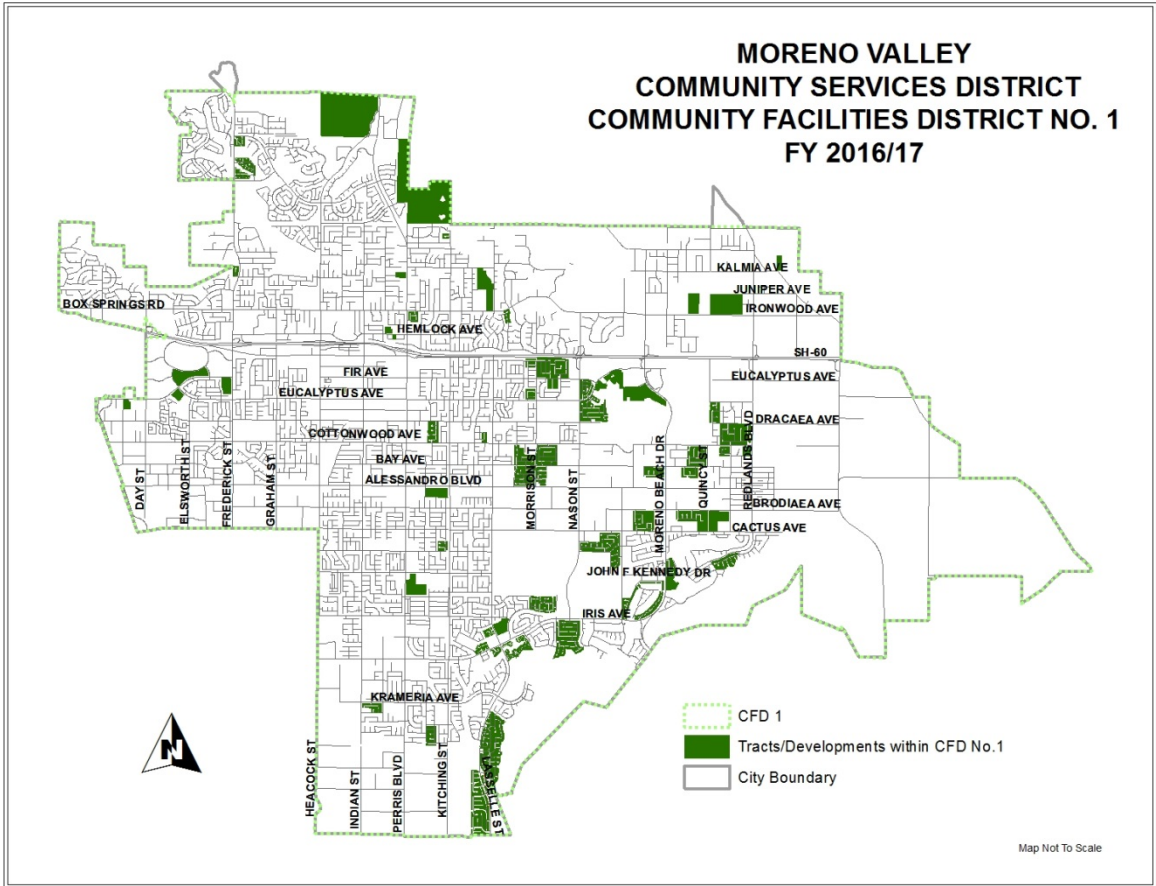 MORENO VALLEY
COMMUNITY SERVICES DISTRICT
COMMUNITY FACILITIES DISTRICT NO. 1
FY 2016/17
KALMIA AVE
JUNIPER AVE
BOX SPRINGS RD
IRONWOOD AVE
HEMLOCK AVE
SH-60
FIR AVE
EUCALYPTUS AVE
EUCALYPTUS AVE
DRACAEA AVE
COTTONWOOD AVE
BAY AVE
ALESSANDRO BLVD
DAY ST
ELSWORTH ST
FREDERICK ST
GRAHAM ST
MORRISON ST
NASON ST
MORENO BEACH DR
QUINCY ST
REDLANDS BLVD
BRODIAEA AVE
CACTUS AVE
JOHN F KENNEDY DR
IRIS AVE
KRAMERIA AVE
HEACOCK ST
INDIAN ST
PERRIS BLVD
KITCHING ST
LASSELLE ST
N
CFD 1
Tracts/Developments within CFD No.1
City Boundary
Map Not To Scale